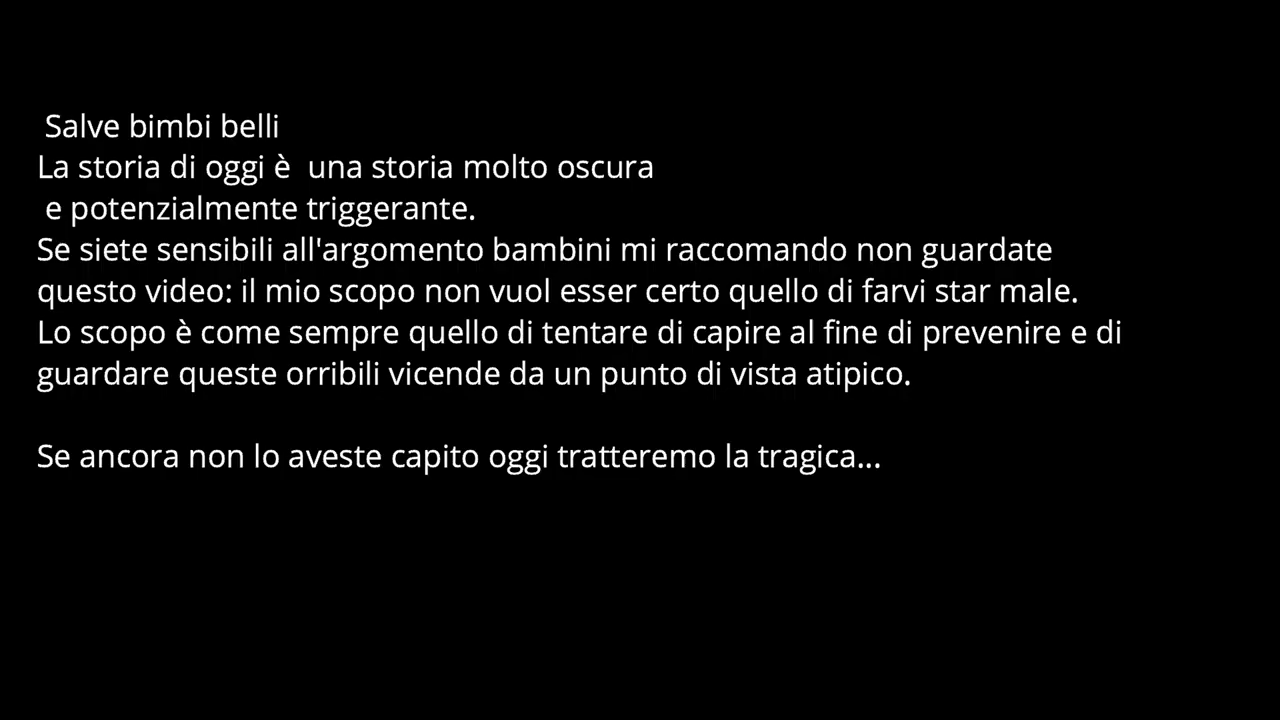 Salve bimbi belli
La storia di oggi è  una storia molto oscura
e potenzialmente triggerante.
Se siete sensibili all'argomento bambini mi raccomando non guardate
questo video: il mio scopo non vuol esser certo quello di farvi star male.
Lo scopo è come sempre quello di tentare di capire al fine di prevenire e di
guardare queste orribili vicende da un punto di vista atipico.
Se ancora non lo aveste capito oggi tratteremo la tragica...